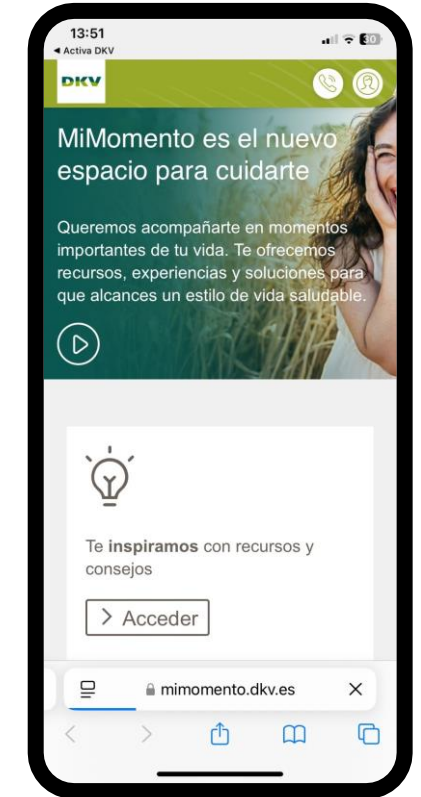 13:51
◀ Activa DKV
30
DKV
MiMomento es el nuevo
espacio para cuidarte
Queremos acompañarte en momentos
importantes de tu vida. Te ofrecemos
recursos, experiencias y soluciones para
que alcances un estilo de vida saludable.
Te inspiramos con recursos y
consejos
Acceder
mimomento.dkv.es